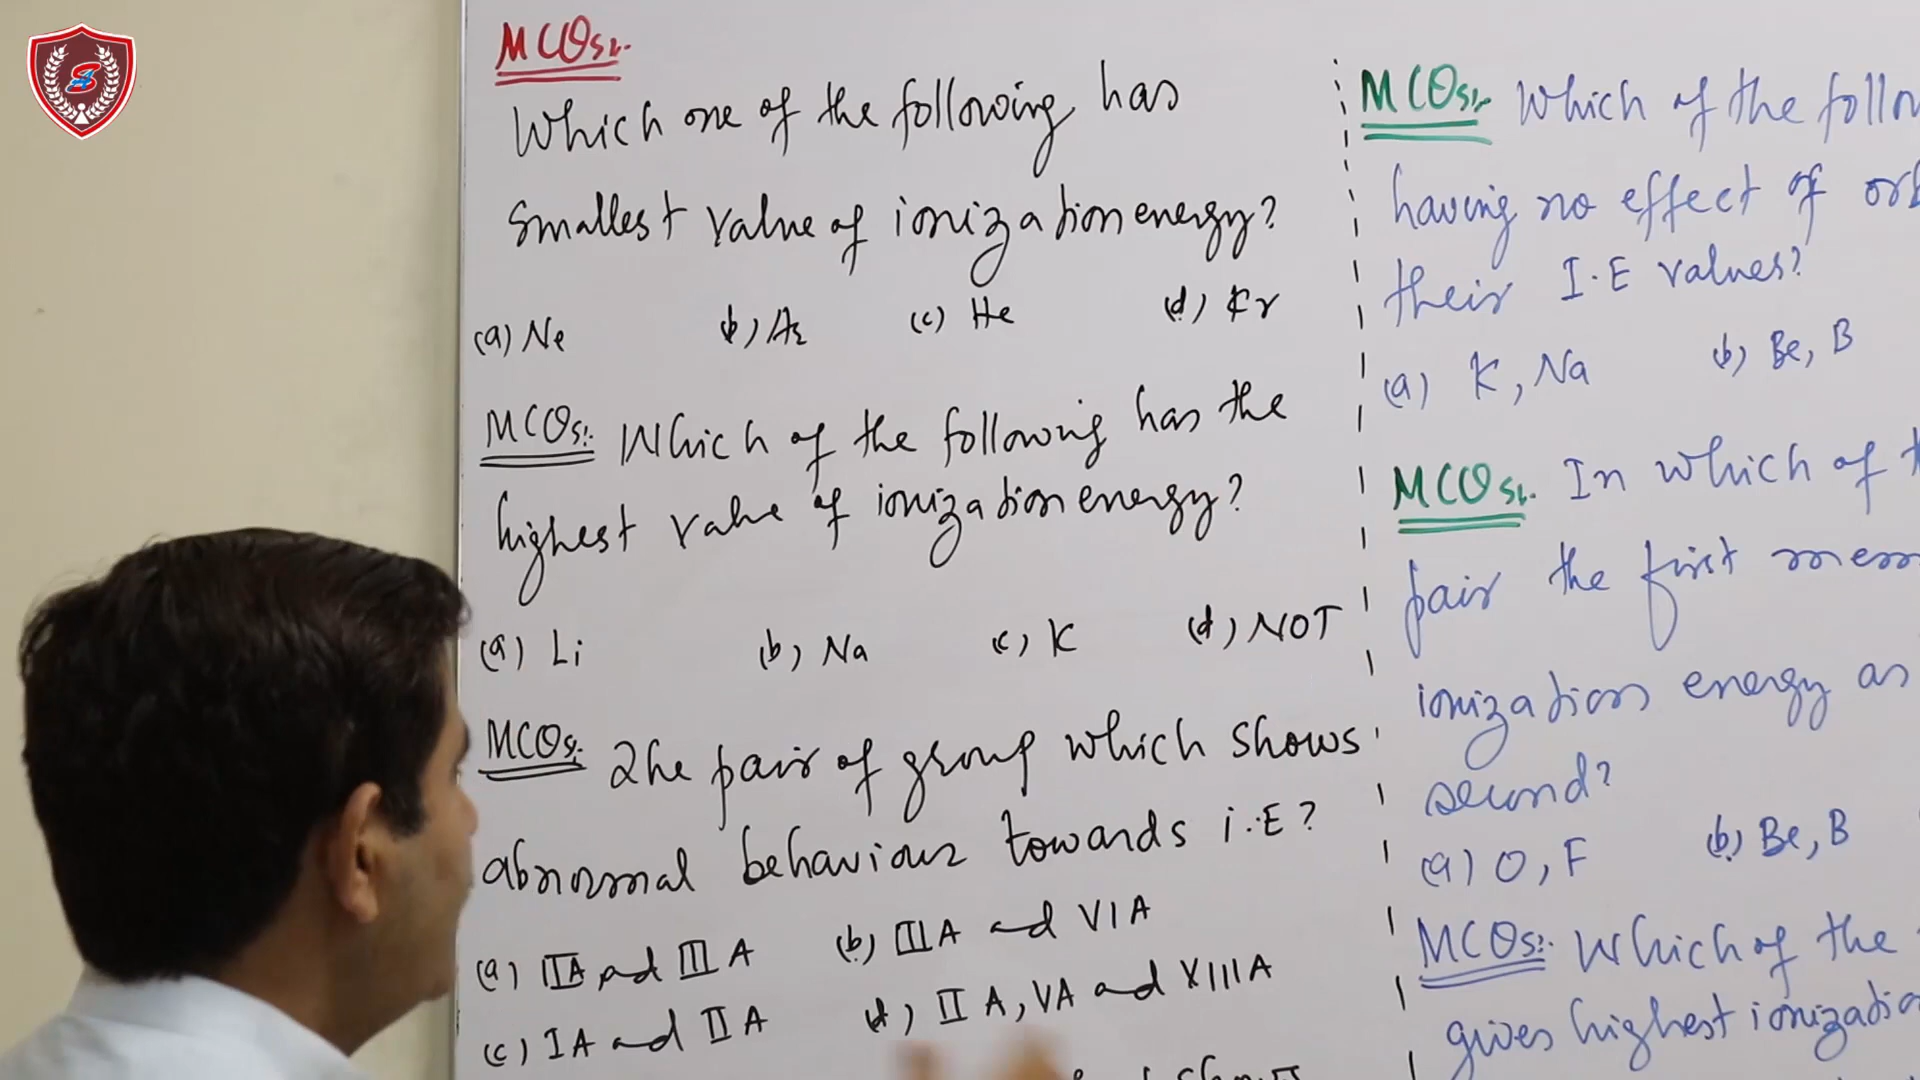 MCQs:
Which one of the following has
smallest value of ionization energy?
(a) Ne (b) Ar (c) He (d) Kr
MCQs: Which of the following has the
highest value of ionization energy?
(a) Li (b) Na (c) K (d) NOT
MCQs: The pair of group which shows
abnormal behaviour towards i.E?
(a) IIA and IIIA (b) IIIA and VIA
(c) IA and IIA (d) IIA, VA and XIIIA
MCQs: Which of the follow
having no effect of orb
their I.E values?
(a) K, Na (b) Be, B
MCQs: In which of t
pair the first mem
ionization energy as
second?
(a) O, F (b) Be, B
MCQs: Which of the
gives highest ionizatio